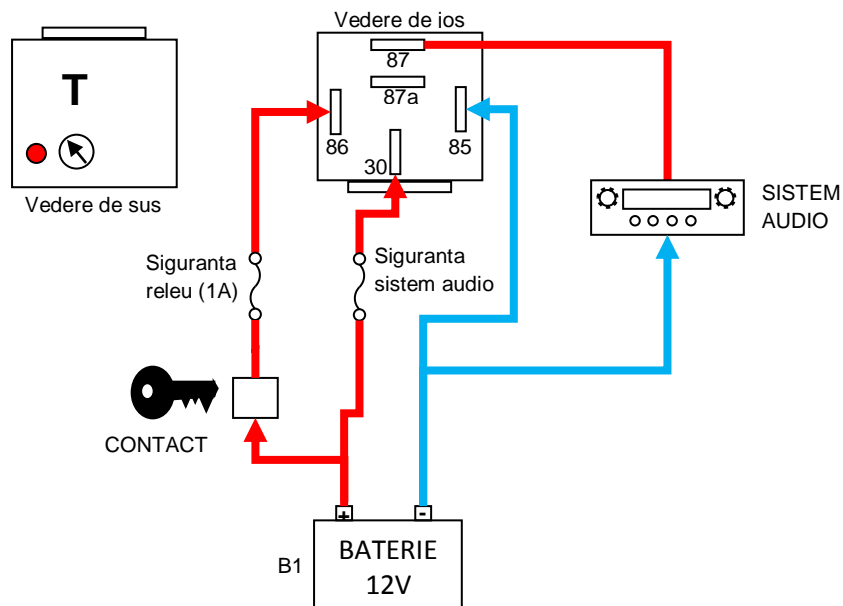 Vedere de jos
87
87a
86
85
30
T
Vedere de sus
SISTEM
AUDIO
Siguranta
releu (1A)
Siguranta
sistem audio
CONTACT
+
-
B1
BATERIE
12V